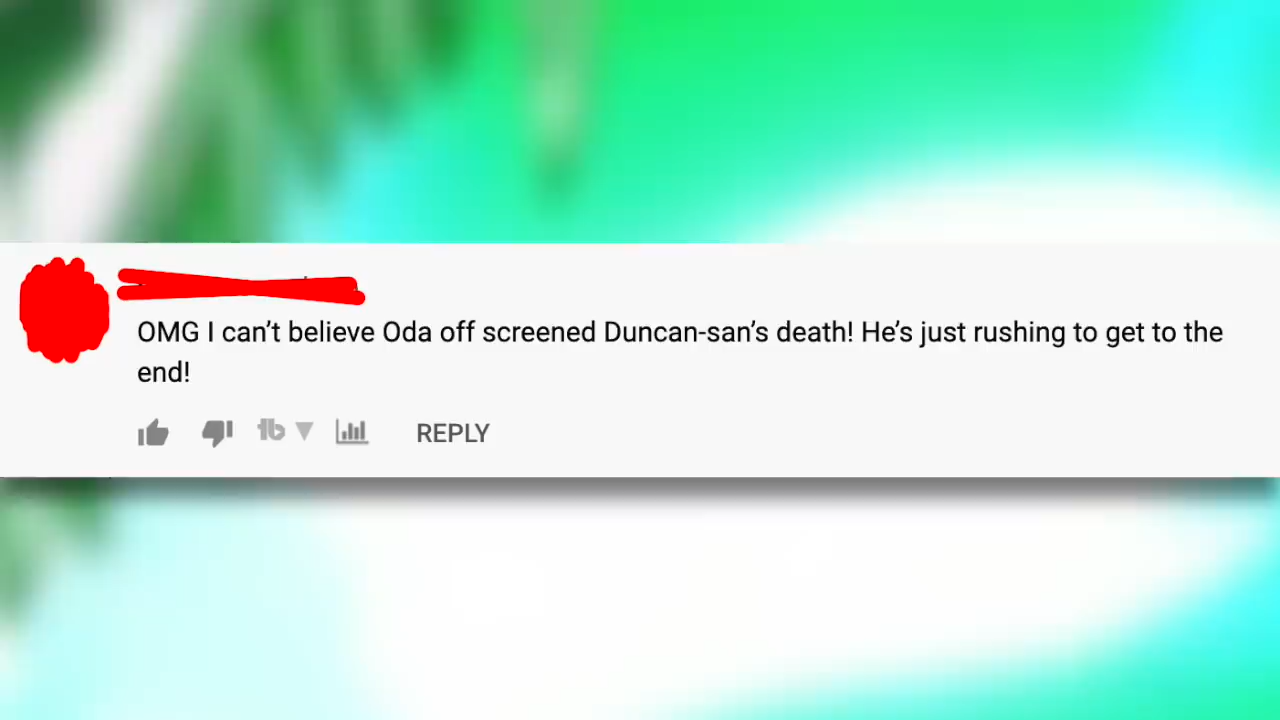 OMG I can’t believe Oda off screened Duncan-san’s death! He’s just rushing to get to the
end!
REPLY